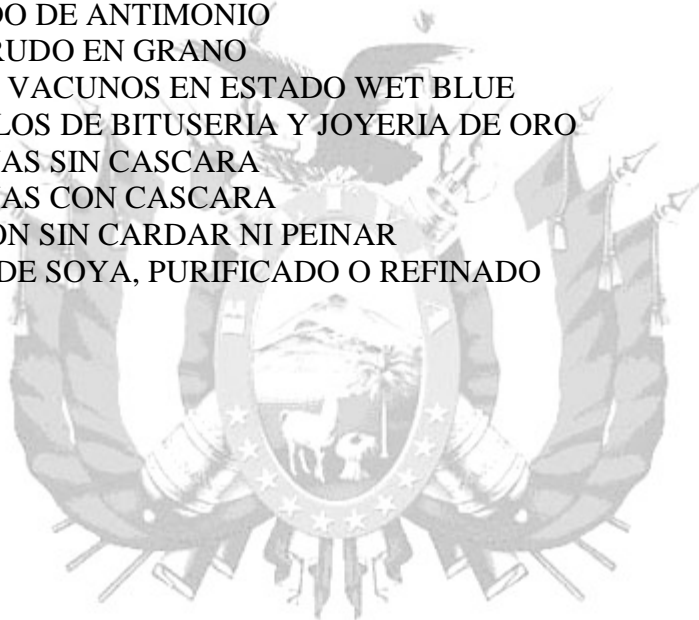 DO DE ANTIMONIO
RUDO EN GRANO
VACUNOS EN ESTADO WET BLUE
LOS DE BITUSERIA Y JOYERIA DE ORO
AS SIN CASCARA
AS CON CASCARA
ON SIN CARDAR NI PEINAR
DE SOYA, PURIFICADO O REFINADO